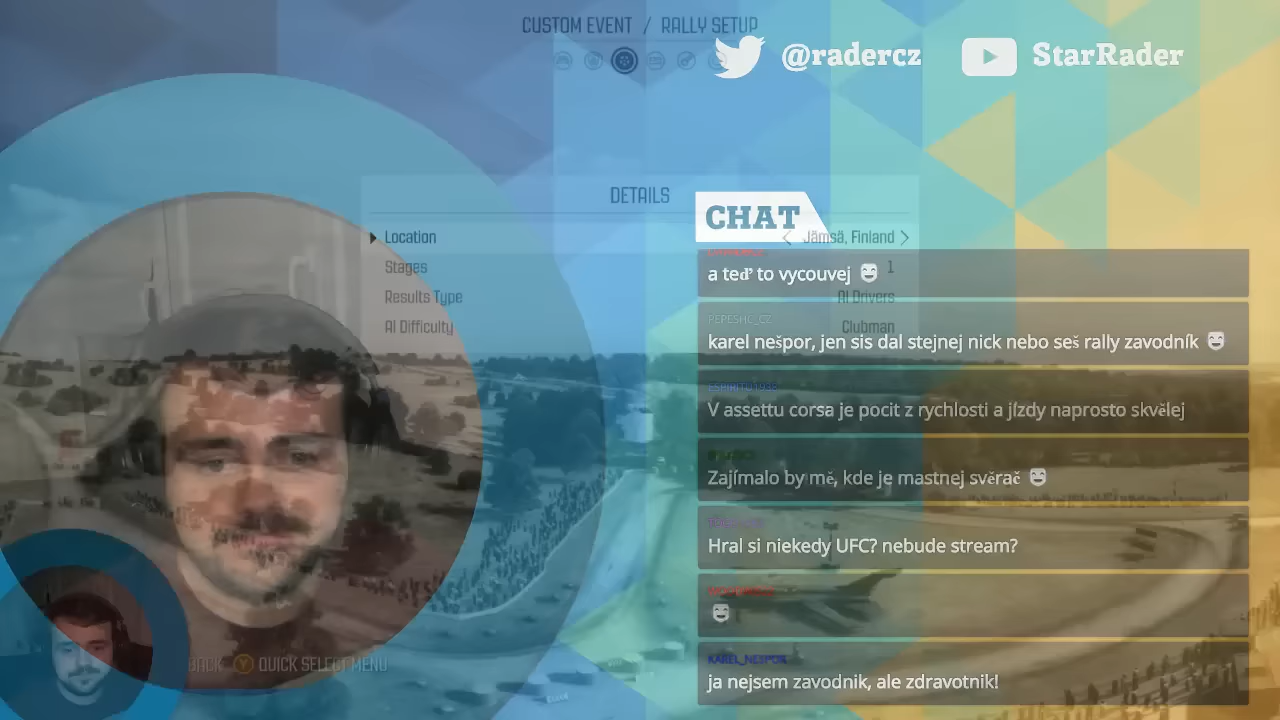 CUSTOM EVENT / RALLY SETUP
@radercz StarRader
DETAILS
CHAT
Location
Jämsä, Finland
Stages
1
Results Type
AI Drivers
AI Difficulty
Clubman
a teď to vycouvej
PEPESHU_CZ
karel nešpor, jen sis dal stejnej nick nebo seš rally zavodník
V assettu corsa je pocit z rychlosti a jízdy naprosto skvělej
Zajímalo by mě, kde je mastnej svěrač
Hral si niekedy UFC? nebude stream?
KAREL_NESPOR
ja nejsem zavodnik, ale zdravotnik!
BACK Y QUICK SELECT MENU